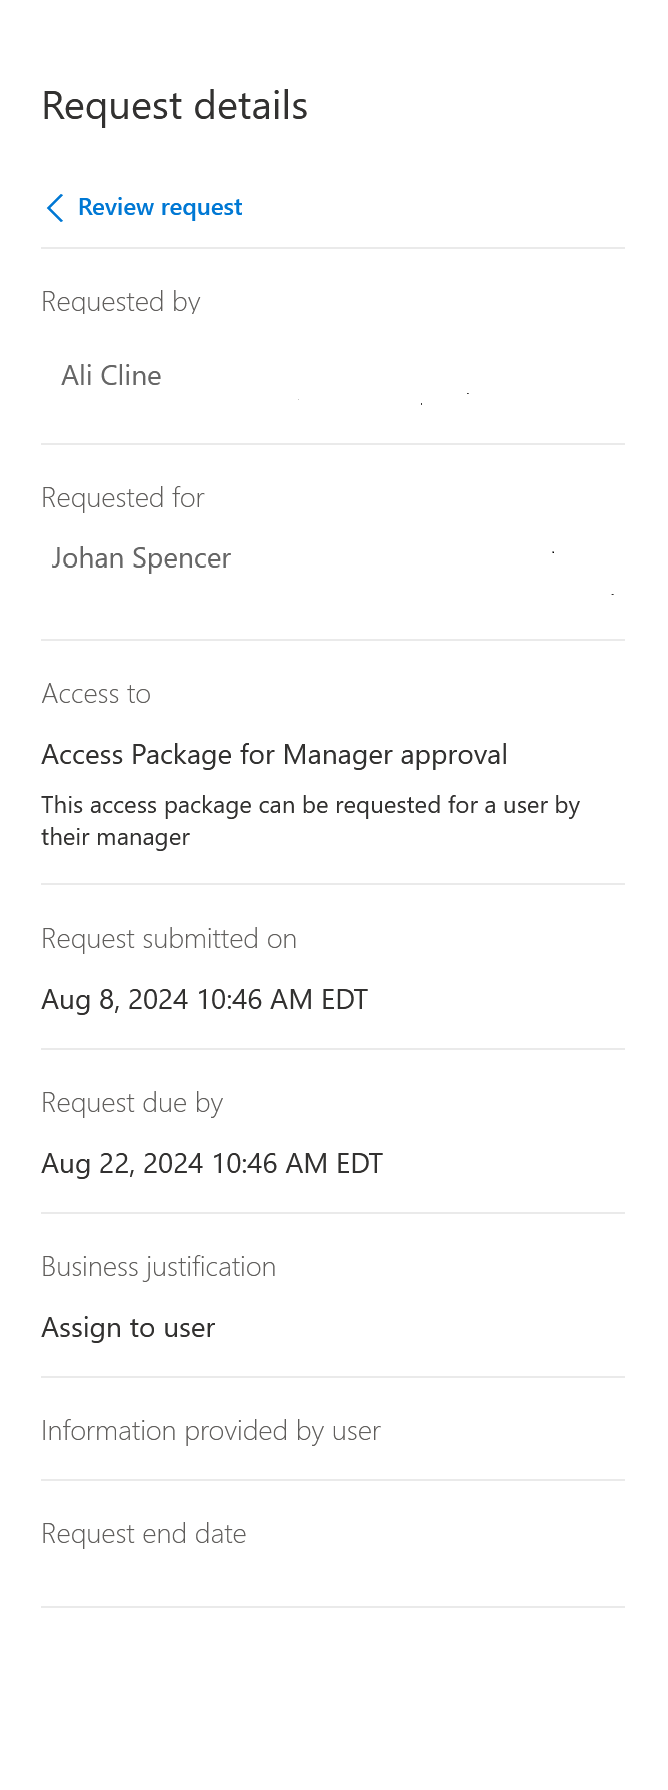 Request details
Review request
Requested by
Ali Cline
Requested for
Johan Spencer
Access to
Access Package for Manager approval
This access package can be requested for a user by
their manager
Request submitted on
Aug 8, 2024 10:46 AM EDT
Request due by
Aug 22, 2024 10:46 AM EDT
Business justification
Assign to user
Information provided by user
Request end date